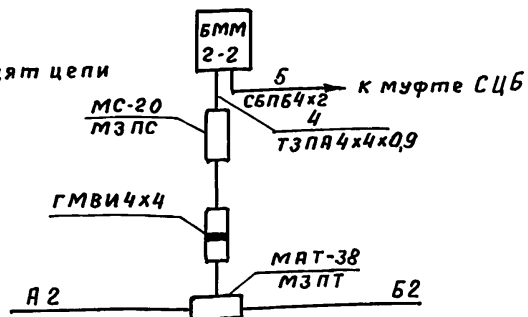 БММ
2-2
цят цепи
5
СБПБ4х2
к муфте СЦБ
МС-20
МЗПС
4
ТЗПА4х4х0,9
ГМВИ4х4
МАТ-38
МЗПТ
А2
Б2